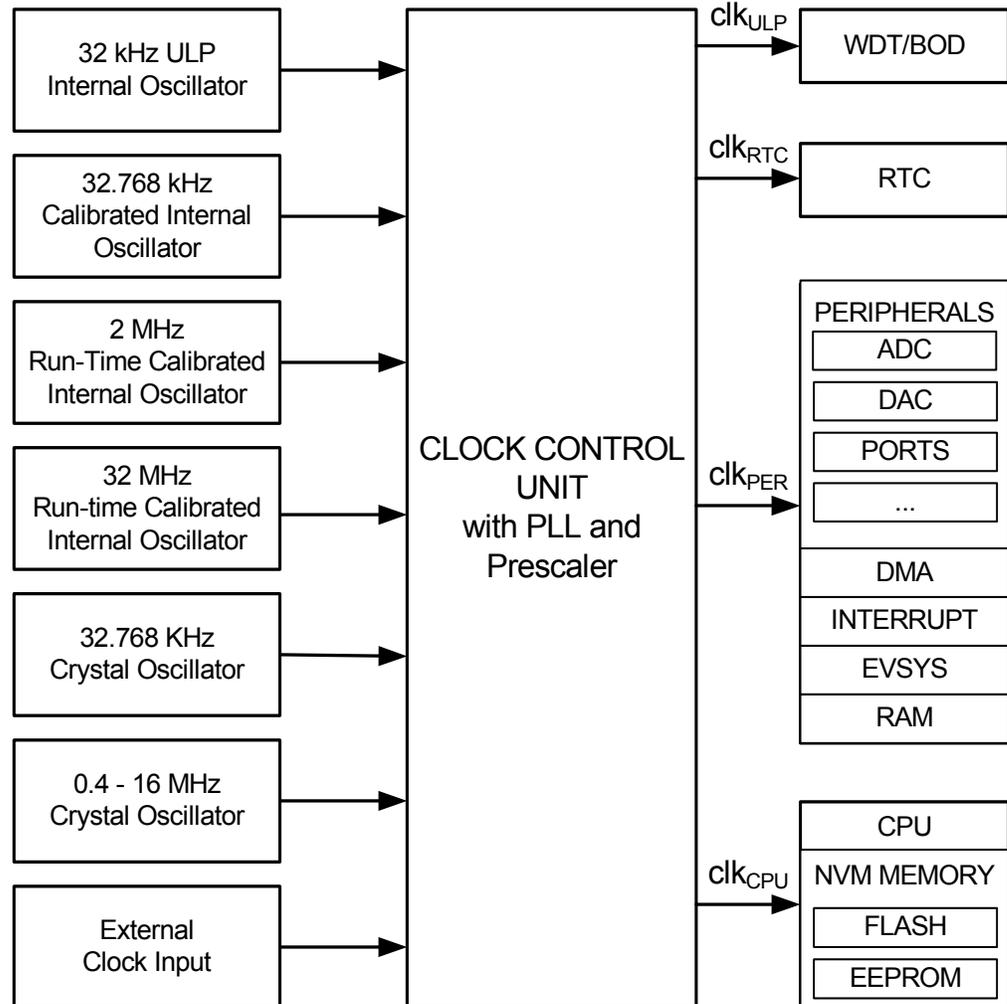 32 kHz ULP
Internal Oscillator
32.768 kHz
Calibrated Internal
Oscillator
2 MHz
Run-Time Calibrated
Internal Oscillator
32 MHz
Run-time Calibrated
Internal Oscillator
32.768 KHz
Crystal Oscillator
0.4 - 16 MHz
Crystal Oscillator
External
Clock Input
CLOCK CONTROL
UNIT
with PLL and
Prescaler
clkULP
clkRTC
clkPER
clkCPU
WDT/BOD
RTC
PERIPHERALS
ADC
DAC
PORTS
...
DMA
INTERRUPT
EVSYS
RAM
CPU
NVM MEMORY
FLASH
EEPROM